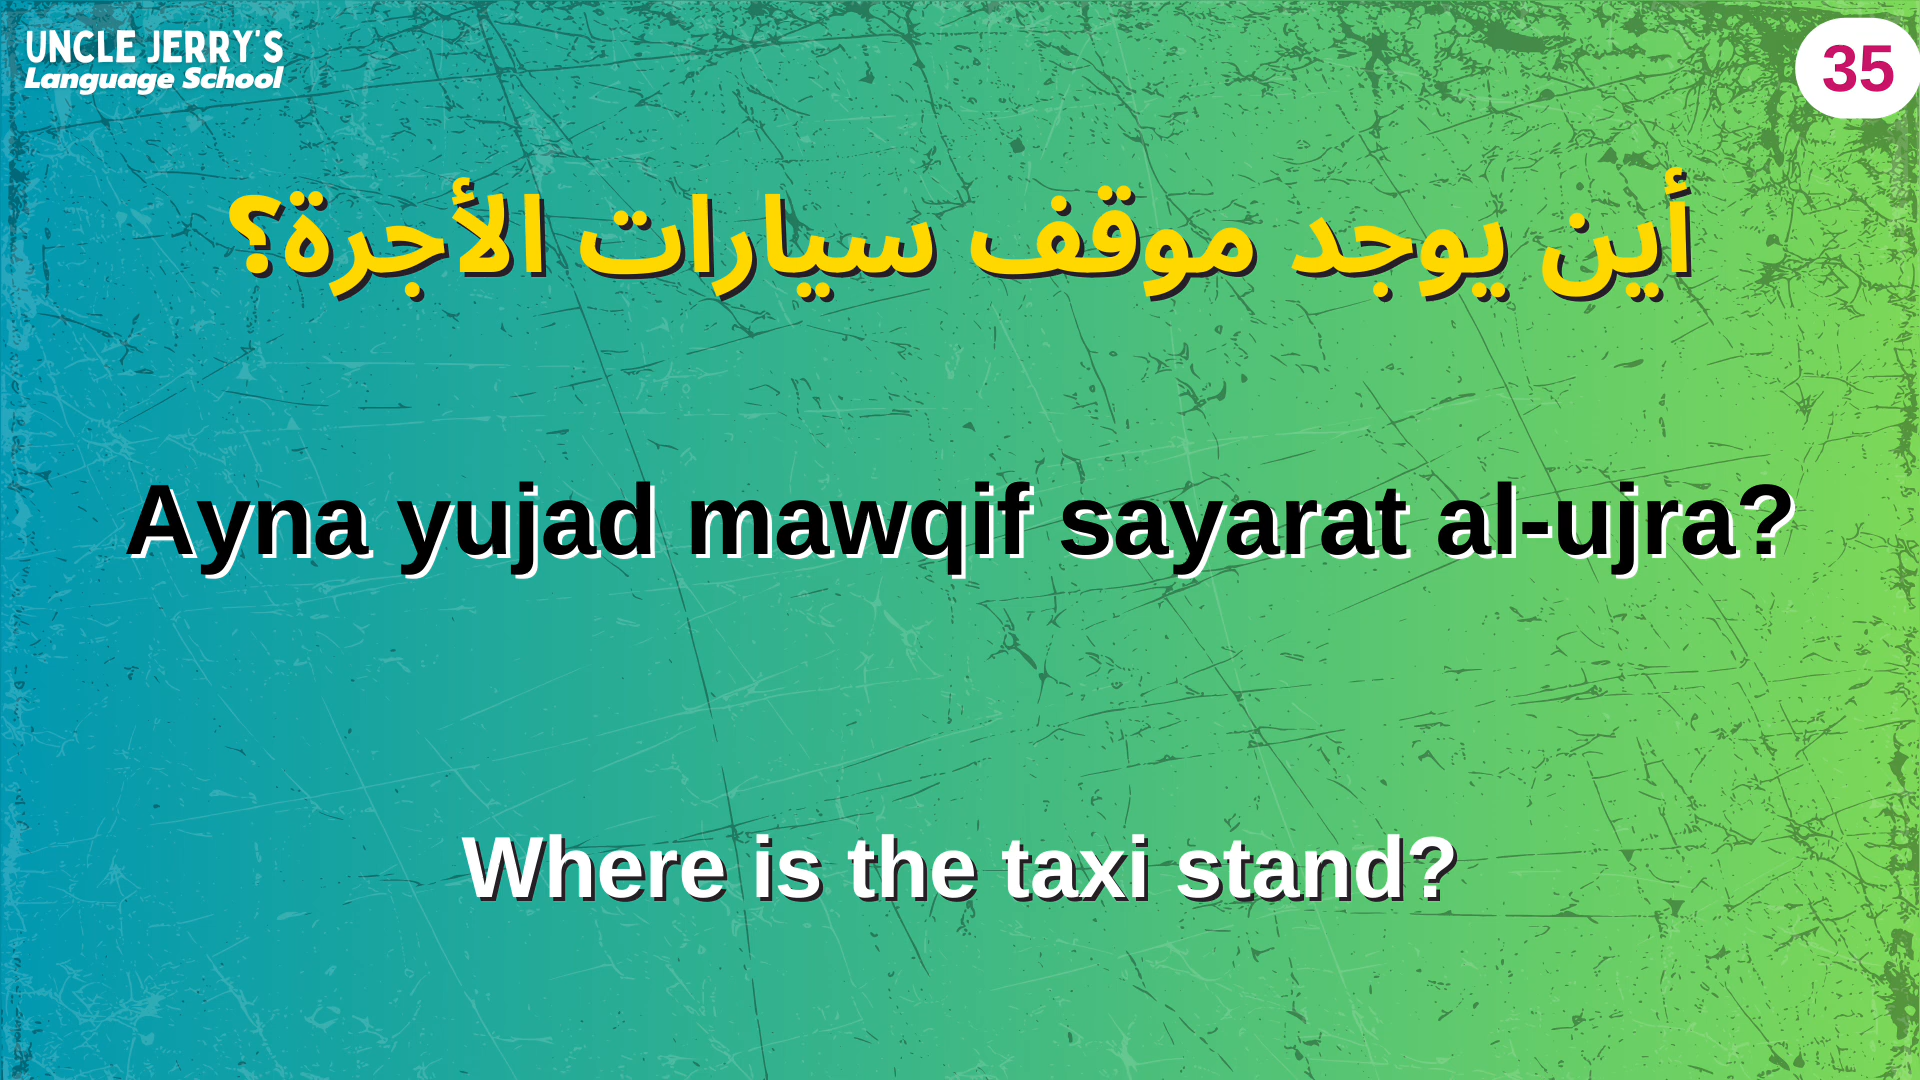 UNCLE JERRY'S
Language School
35
أين يوجد موقف سيارات الأجرة؟
Ayna yujad mawqif sayarat al-ujra?
Where is the taxi stand?